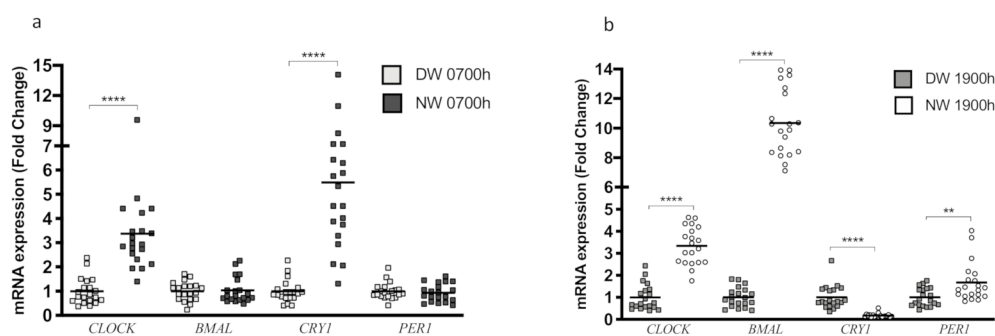 a
mRNA expression (Fold Change)
15
12
9
7
6
5
4
3
2
1
0
****
****
DW 0700h
NW 0700h
CLOCK BMAL CRY1 PER1
b
mRNA expression (Fold Change)
14
12
10
8
6
5
4
3
2
1
0
****
****
****
**
DW 1900h
NW 1900h
CLOCK BMAL CRY1 PER1